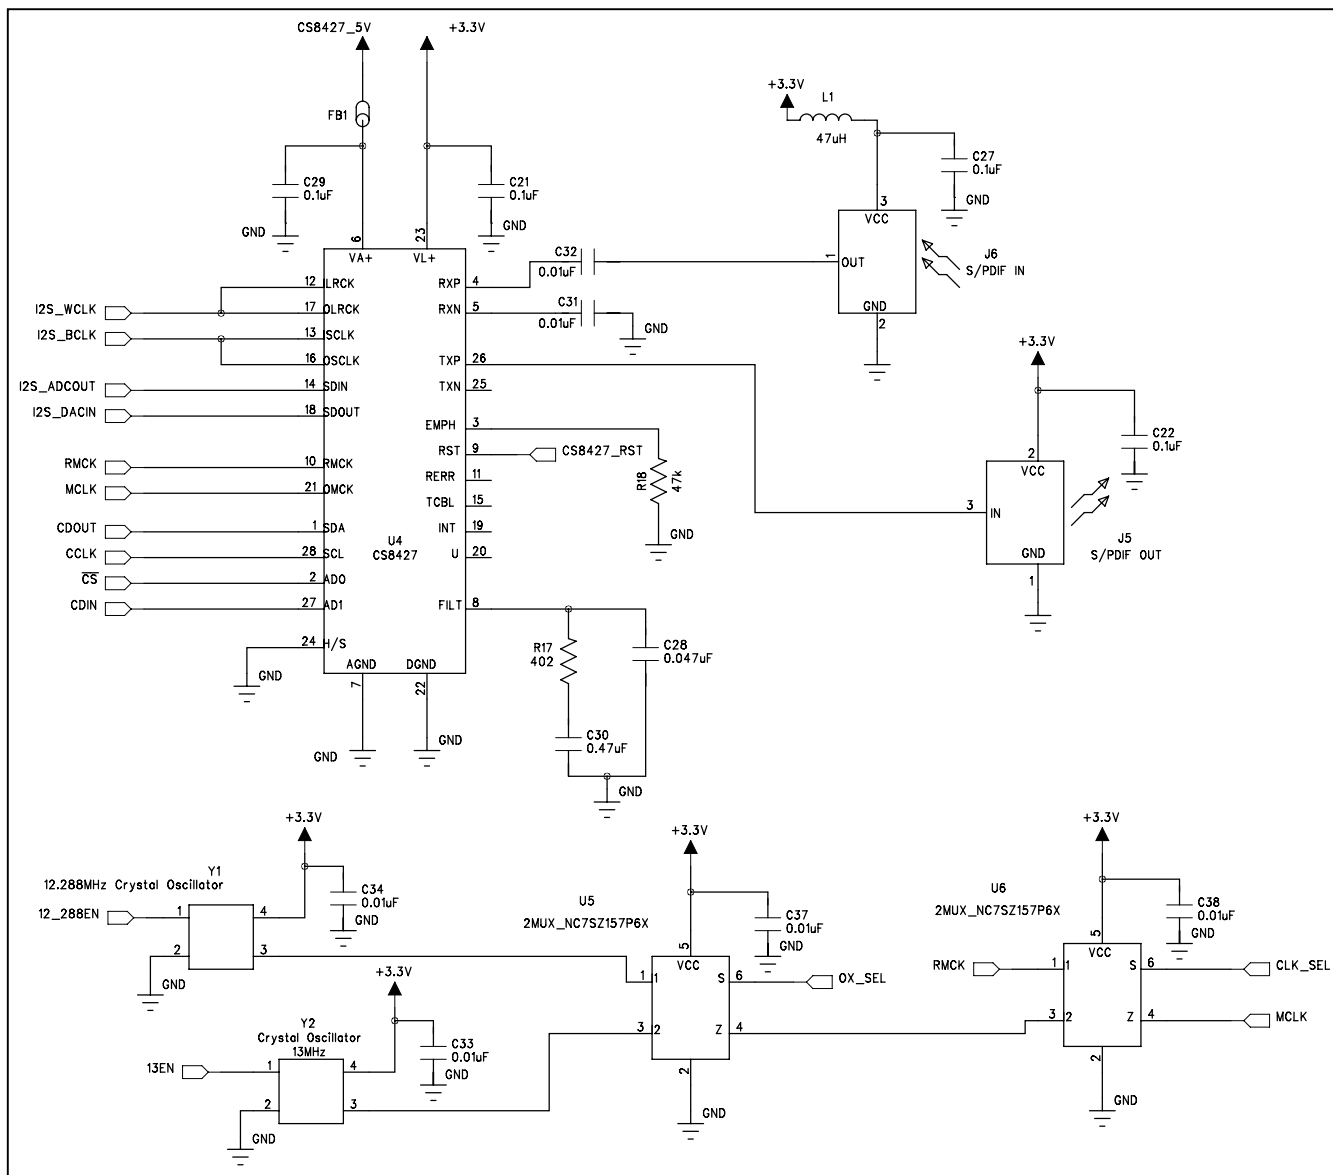 CS8427_5V
+3.3V
FB1
C29
0.1uF
GND
C21
0.1uF
GND
6
23
VA+
VL+
+3.3V
L1
47uH
C27
0.1uF
GND
3
VCC
1
OUT
GND
2
J6
S/PDIF IN
C32
0.01uF
C31
0.01uF
GND
I2S_WCLK
I2S_BCLK
I2S_ADCOUT
I2S_DACIN
RMCK
MCLK
CDOUT
CCLK
CS
CDIN
12 ILRCK
17 OLRCK
13 ISCLK
16 OSCLK
14 SDIN
18 SDOUT
10 RMCK
21 OMCK
1 SDA
28 SCL
2 AD0
27 AD1
24 H/S
GND
U4
CS8427
RXP 4
RXN 5
TXP 26
TXN 25
EMPH 3
RST 9
RERR 11
TCBL 15
INT 19
U 20
FILT 8
CS8427_RST
R18
47k
GND
AGND
DGND
7
22
GND
GND
R17
402
C28
0.047uF
C30
0.47uF
GND
+3.3V
C22
0.1uF
GND
2
VCC
3
IN
GND
1
J5
S/PDIF OUT
+3.3V
Y1
12.288MHz Crystal Oscillator
12_288EN
1
4
2
3
C34
0.01uF
GND
GND
+3.3V
Y2
Crystal Oscillator
13MHz
13EN
1
4
2
3
C33
0.01uF
GND
GND
+3.3V
U5
2MUX_NC7SZ157P6X
C37
0.01uF
GND
5
VCC
1 1
S 6
OX_SEL
3 2
Z 4
2
GND
+3.3V
U6
2MUX_NC7SZ157P6X
C38
0.01uF
GND
5
VCC
RMCK
1 1
S 6
CLK_SEL
3 2
Z 4
MCLK
2
GND